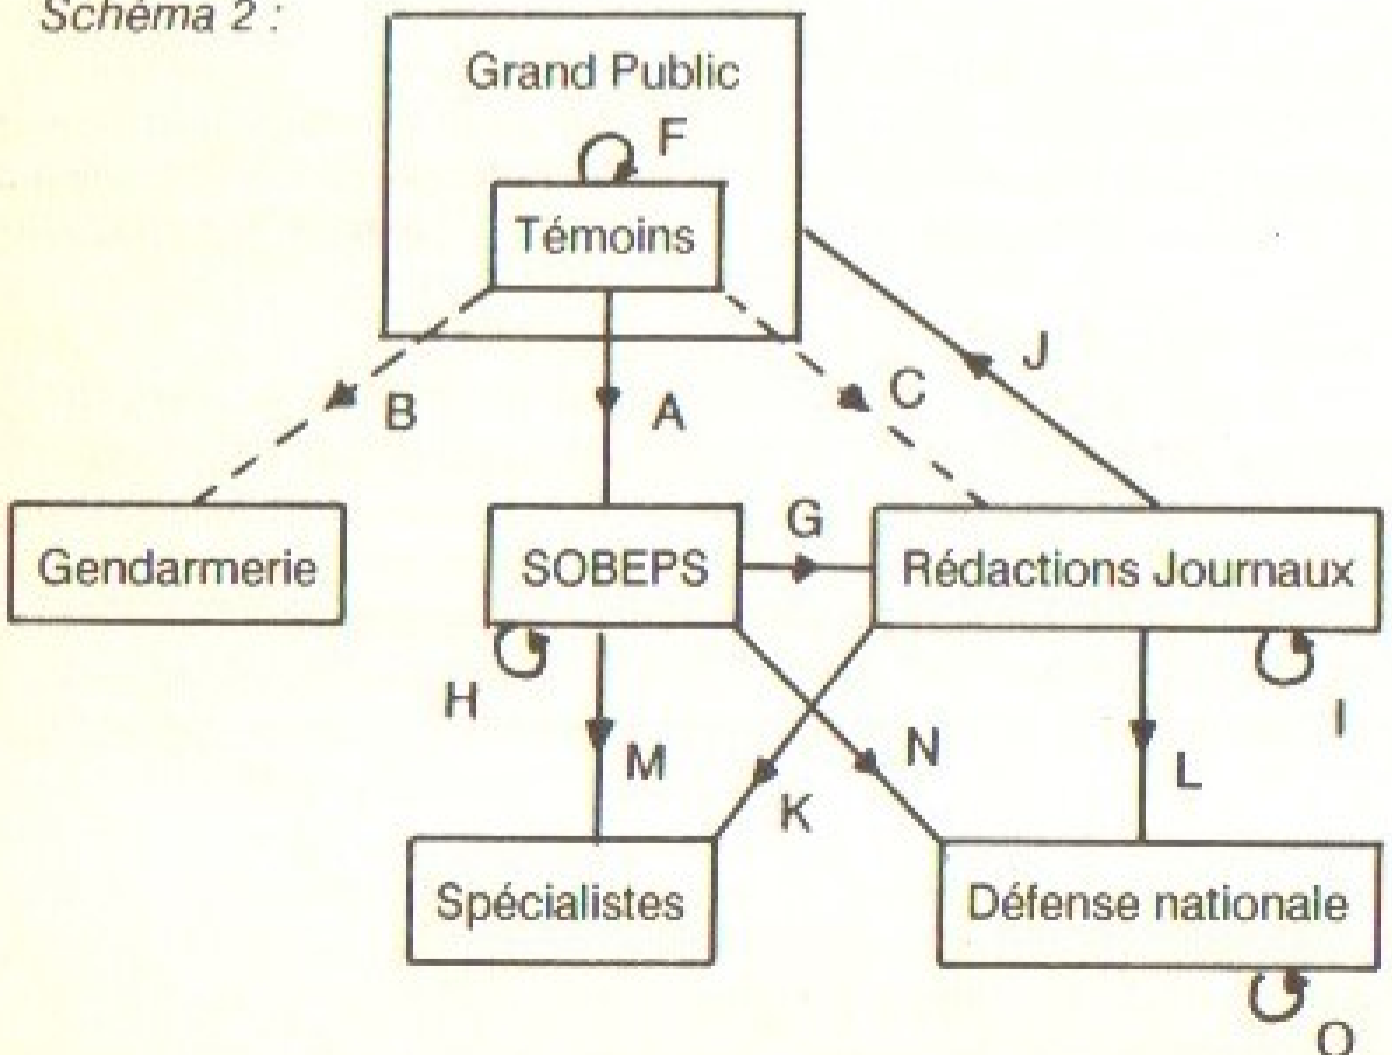 Schéma 2 :
Grand Public
F
Témoins
J
C
B
A
G
Gendarmerie
SOBEPS
Rédactions Journaux
H
I
N
M
L
K
Spécialistes
Défense nationale
O